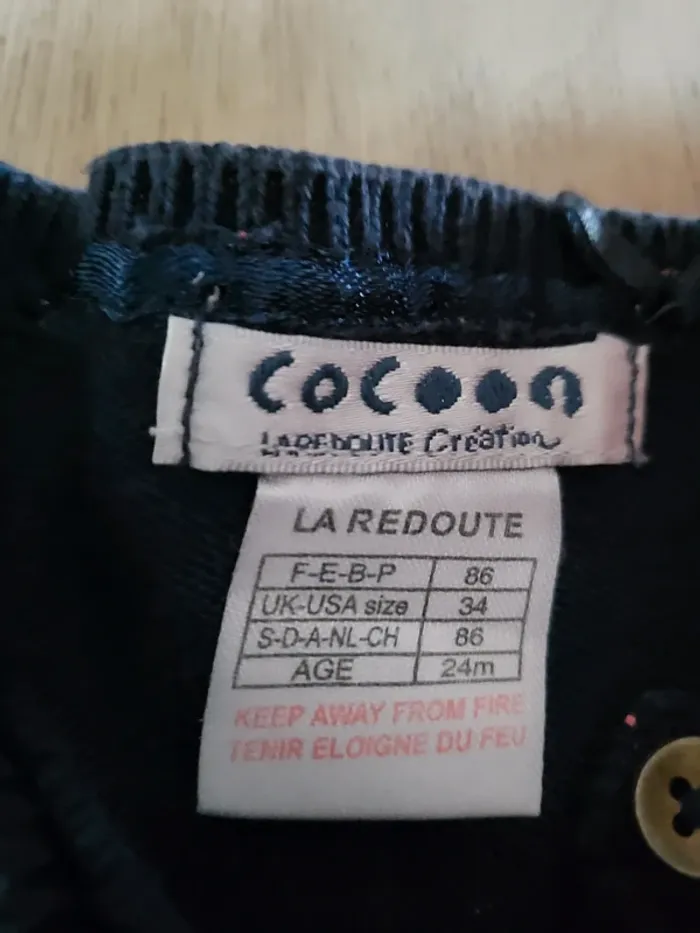 COCOON
LAREDOUTE Création
LA REDOUTE
F-E-B-P 86
UK-USA size 34
S-D-A-NL-CH 86
AGE 24m
KEEP AWAY FROM FIRE
TENIR ELOIGNE DU FEU